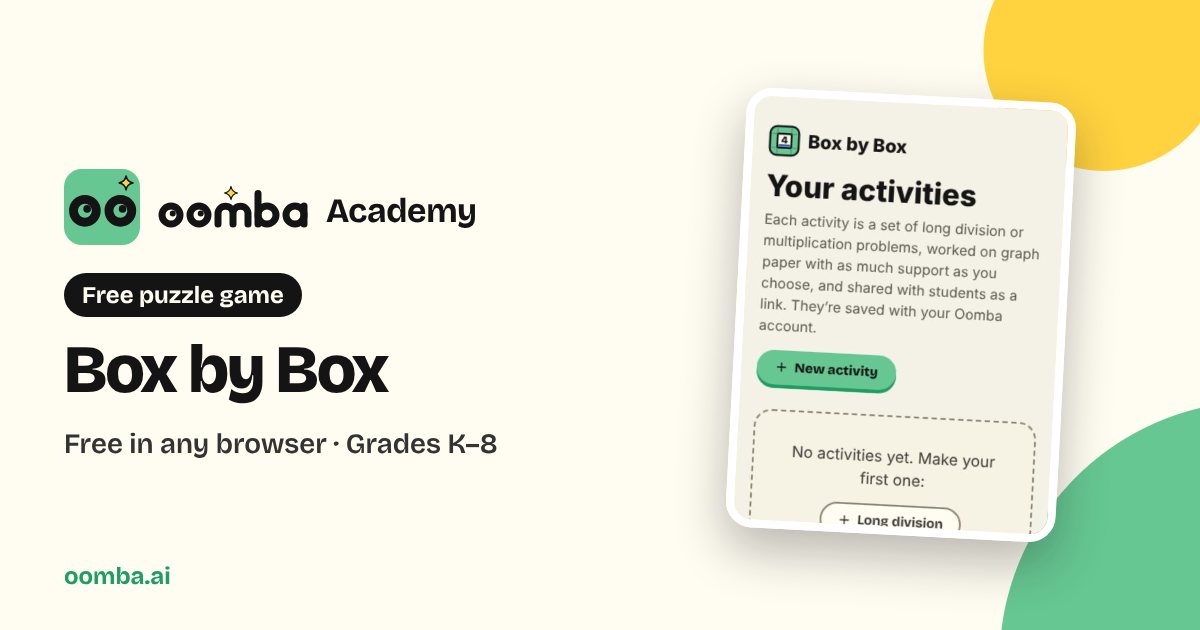 oomba Academy
Free puzzle game
Box by Box
Free in any browser · Grades K–8
oomba.ai
4
Box by Box
Your activities
Each activity is a set of long division or
multiplication problems, worked on graph
paper with as much support as you
choose, and shared with students as a
link. They’re saved with your Oomba
account.
+ New activity
No activities yet. Make your
first one:
+ Long division